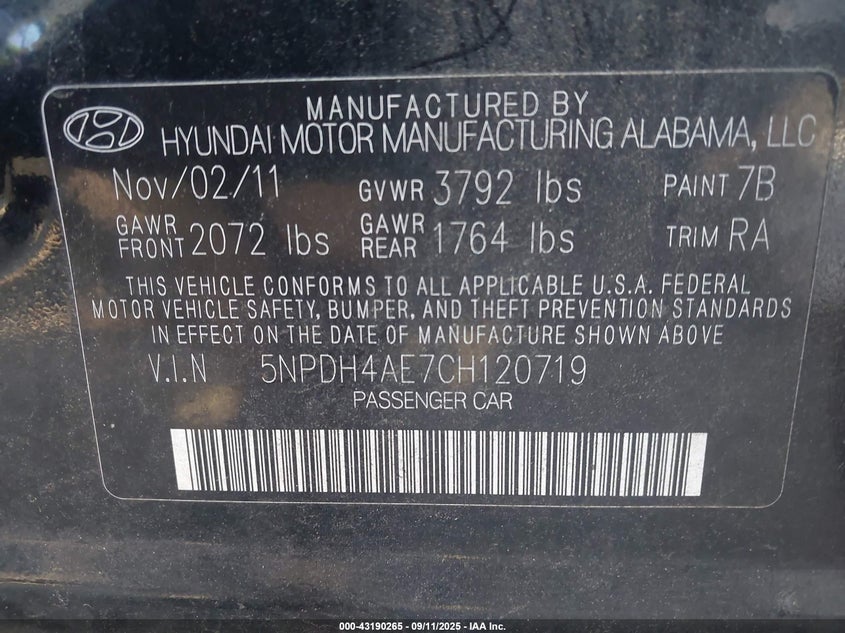 MANUFACTURED BY
HYUNDAI MOTOR MANUFACTURING ALABAMA, LLC
Nov/02/11 GVWR 3792 lbs PAINT 7B
GAWR FRONT 2072 lbs GAWR REAR 1764 lbs TRIM RA
THIS VEHICLE CONFORMS TO ALL APPLICABLE U.S.A. FEDERAL
MOTOR VEHICLE SAFETY, BUMPER, AND THEFT PREVENTION STANDARDS
IN EFFECT ON THE DATE OF MANUFACTURE SHOWN ABOVE
V.I.N 5NPDH4AE7CH120719
PASSENGER CAR
000-43190265 - 09/11/2025 - IAA Inc.